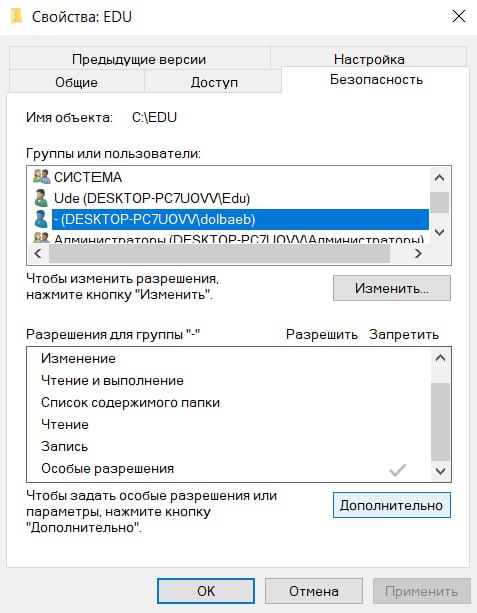 Свойства: EDU
Предыдущие версии
Настройка
Общие
Доступ
Безопасность
Имя объекта: C:\EDU
Группы или пользователи:
СИСТЕМА
Ude (DESKTOP-PC7UOVV\Edu)
- (DESKTOP-PC7UOVV\dolbaeb)
Администраторы (DESKTOP-PC7UOVV\Администраторы)
Чтобы изменить разрешения,
нажмите кнопку "Изменить".
Изменить...
Разрешения для группы "-"
Разрешить
Запретить
Изменение
Чтение и выполнение
Список содержимого папки
Чтение
Запись
Особые разрешения
Чтобы задать особые разрешения или
параметры, нажмите кнопку
"Дополнительно".
Дополнительно
OK
Отмена
Применить